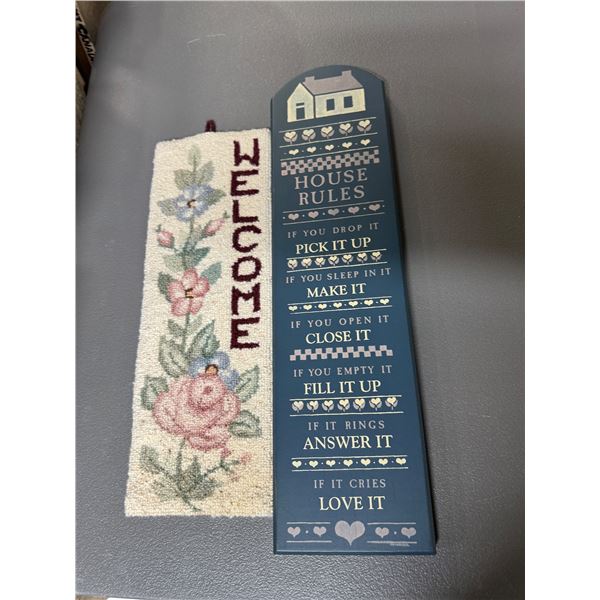 WELCOME
HOUSE
RULES
IF YOU DROP IT
PICK IT UP
IF YOU SLEEP IN IT
MAKE IT
IF YOU OPEN IT
CLOSE IT
IF YOU EMPTY IT
FILL IT UP
IF IT RINGS
ANSWER IT
IF IT CRIES
LOVE IT